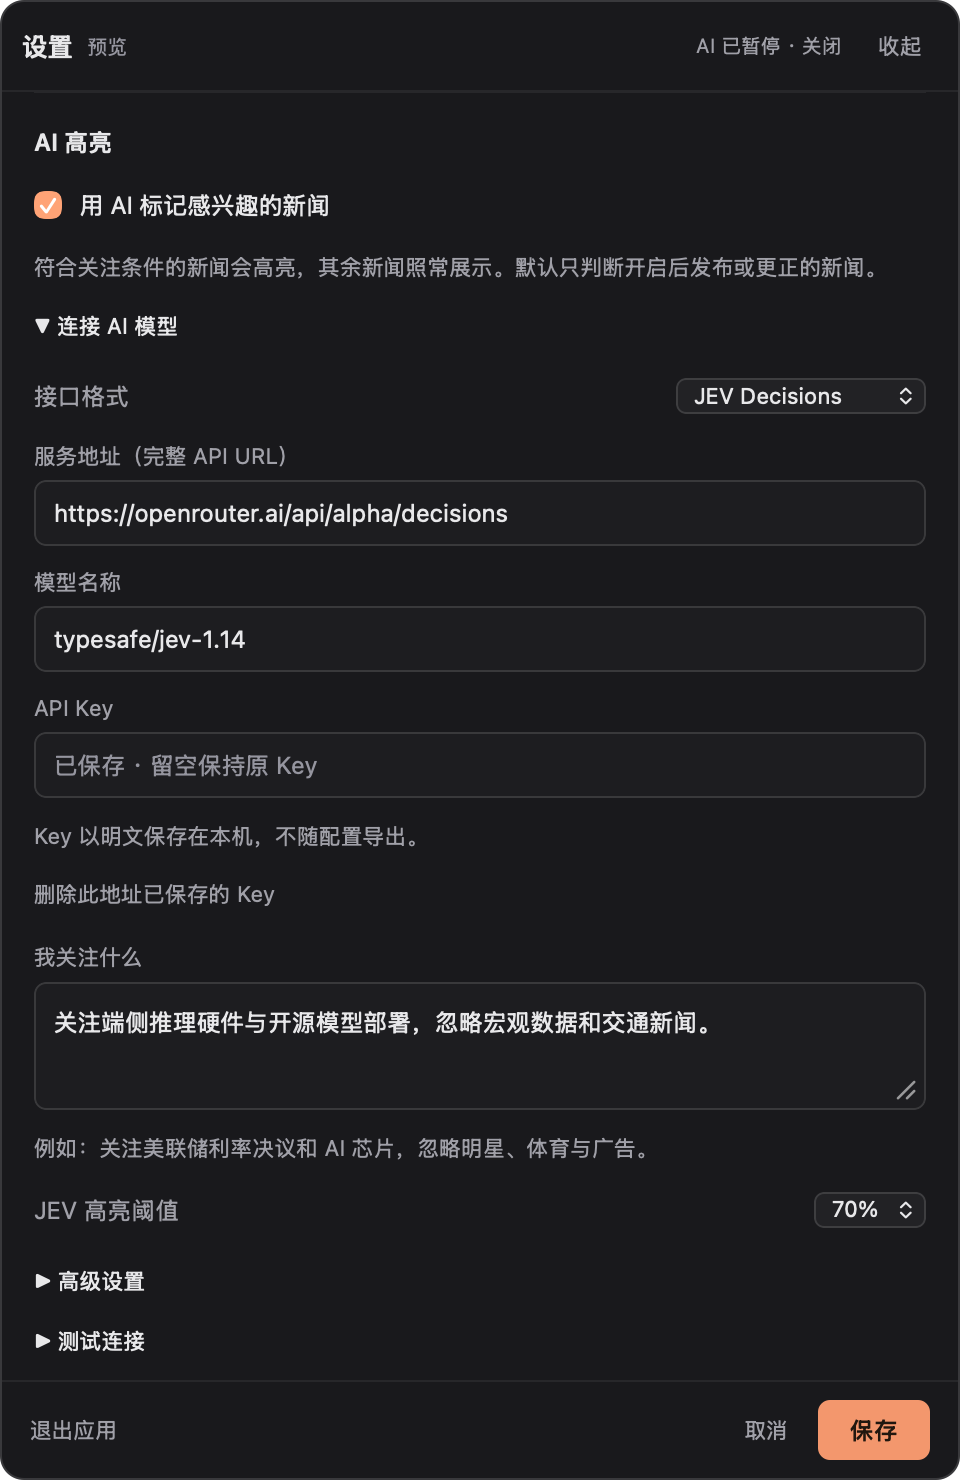 设置 预览 AI 已暂停 · 关闭 收起
AI 高亮
用 AI 标记感兴趣的新闻
符合关注条件的新闻会高亮，其余新闻照常展示。默认只判断开启后发布或更正的新闻。
▼ 连接 AI 模型
接口格式 JEV Decisions
服务地址（完整 API URL）
https://openrouter.ai/api/alpha/decisions
模型名称
typesafe/jev-1.14
API Key
已保存 · 留空保持原 Key
Key 以明文保存在本机，不随配置导出。
删除此地址已保存的 Key
我关注什么
关注端侧推理硬件与开源模型部署，忽略宏观数据和交通新闻。
例如：关注美联储利率决议和 AI 芯片，忽略明星、体育与广告。
JEV 高亮阈值 70%
▶ 高级设置
▶ 测试连接
退出应用 取消 保存